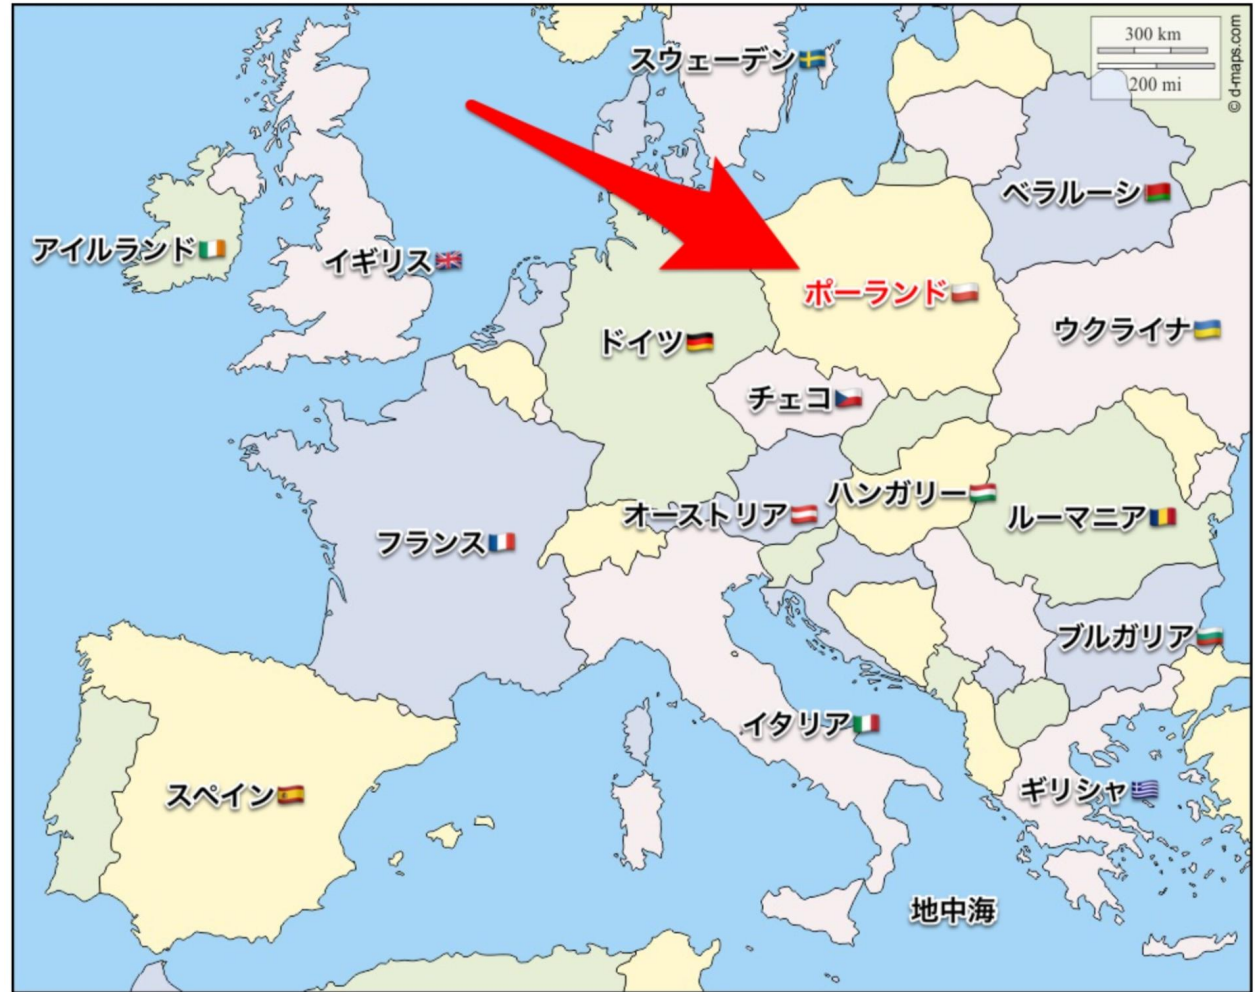 スウェーデン🇸🇪
300 km
200 mi
© d-maps.com
ベラルーシ🇧🇾
アイルランド🇮🇪
イギリス🇬🇧
ポーランド🇵🇱
ドイツ🇩🇪
ウクライナ🇺🇦
チェコ🇨🇿
ハンガリー🇭🇺
オーストリア🇦🇹
ルーマニア🇷🇴
フランス🇫🇷
ブルガリア🇧🇬
イタリア🇮🇹
スペイン🇪🇸
ギリシャ🇬🇷
地中海